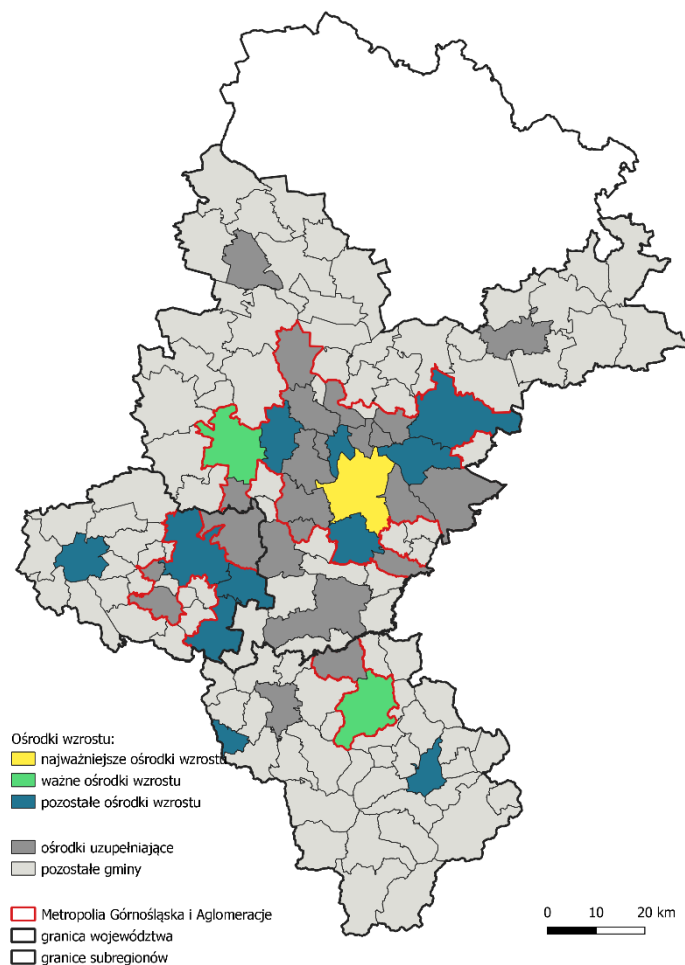 Ośrodki wzrostu:
najważniejsze ośrodki wzrostu
ważne ośrodki wzrostu
pozostałe ośrodki wzrostu
ośrodki uzupełniające
pozostałe gminy
Metropolia Górnośląska i Aglomeracje
granica województwa
granice subregionów
0 10 20 km